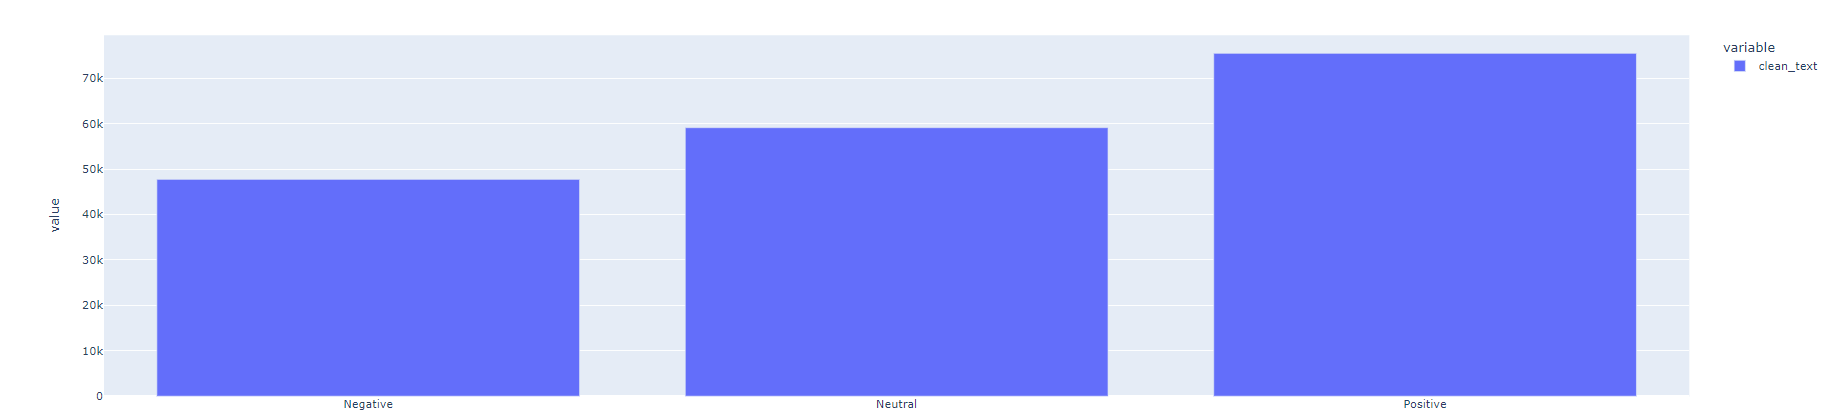 variable
clean_text
70k
60k
50k
40k
30k
20k
10k
0
value
Negative
Neutral
Positive